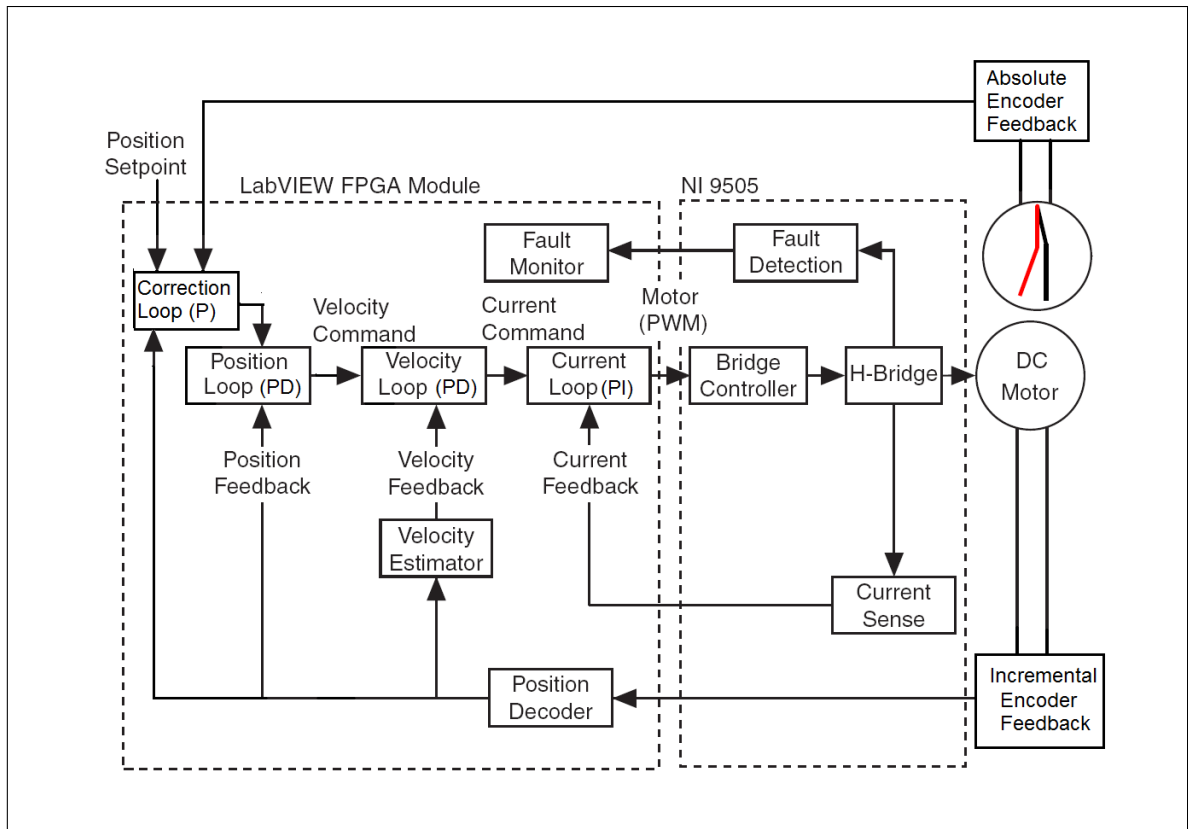 Absolute
Encoder
Feedback
Position
Setpoint
LabVIEW FPGA Module
NI 9505
Fault
Monitor
Fault
Detection
Correction
Loop (P)
Velocity
Command
Current
Command
Motor
(PWM)
Position
Loop (PD)
Velocity
Loop (PD)
Current
Loop (PI)
Bridge
Controller
H-Bridge
DC
Motor
Position
Feedback
Velocity
Feedback
Current
Feedback
Velocity
Estimator
Current
Sense
Position
Decoder
Incremental
Encoder
Feedback